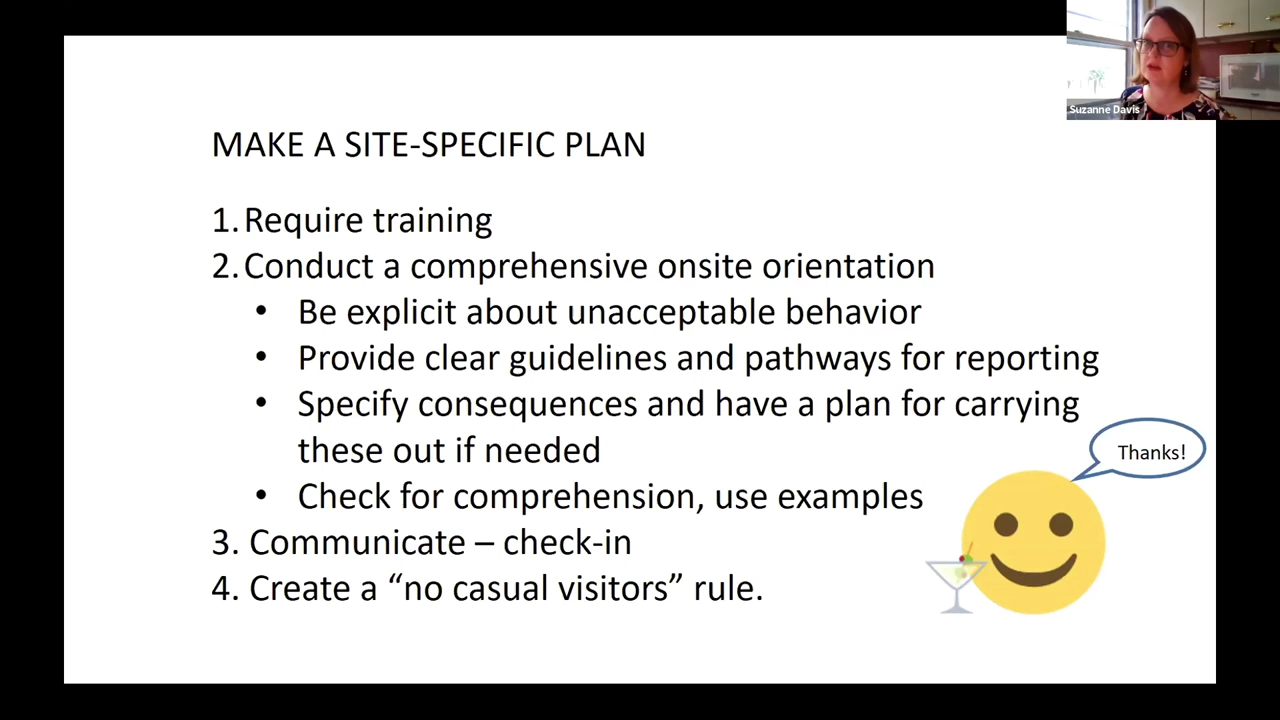 Suzanne Davis
MAKE A SITE-SPECIFIC PLAN
1. Require training
2. Conduct a comprehensive onsite orientation
• Be explicit about unacceptable behavior
• Provide clear guidelines and pathways for reporting
• Specify consequences and have a plan for carrying
these out if needed
• Check for comprehension, use examples
3. Communicate – check-in
4. Create a “no casual visitors” rule.
Thanks!